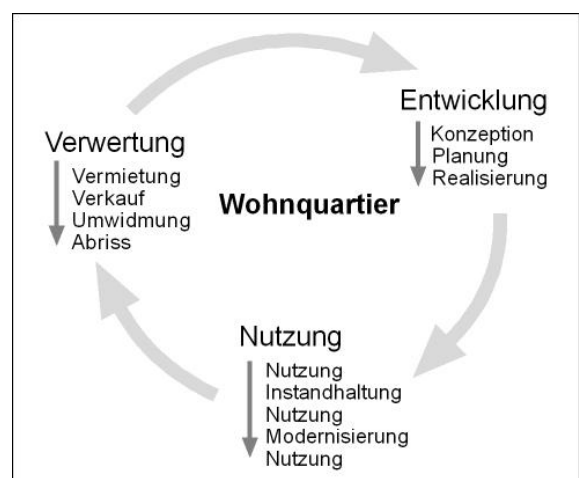 Entwicklung
Konzeption
Planung
Realisierung
Verwertung
Vermietung
Verkauf
Umwidmung
Abriss
Wohnquartier
Nutzung
Nutzung
Instandhaltung
Nutzung
Modernisierung
Nutzung